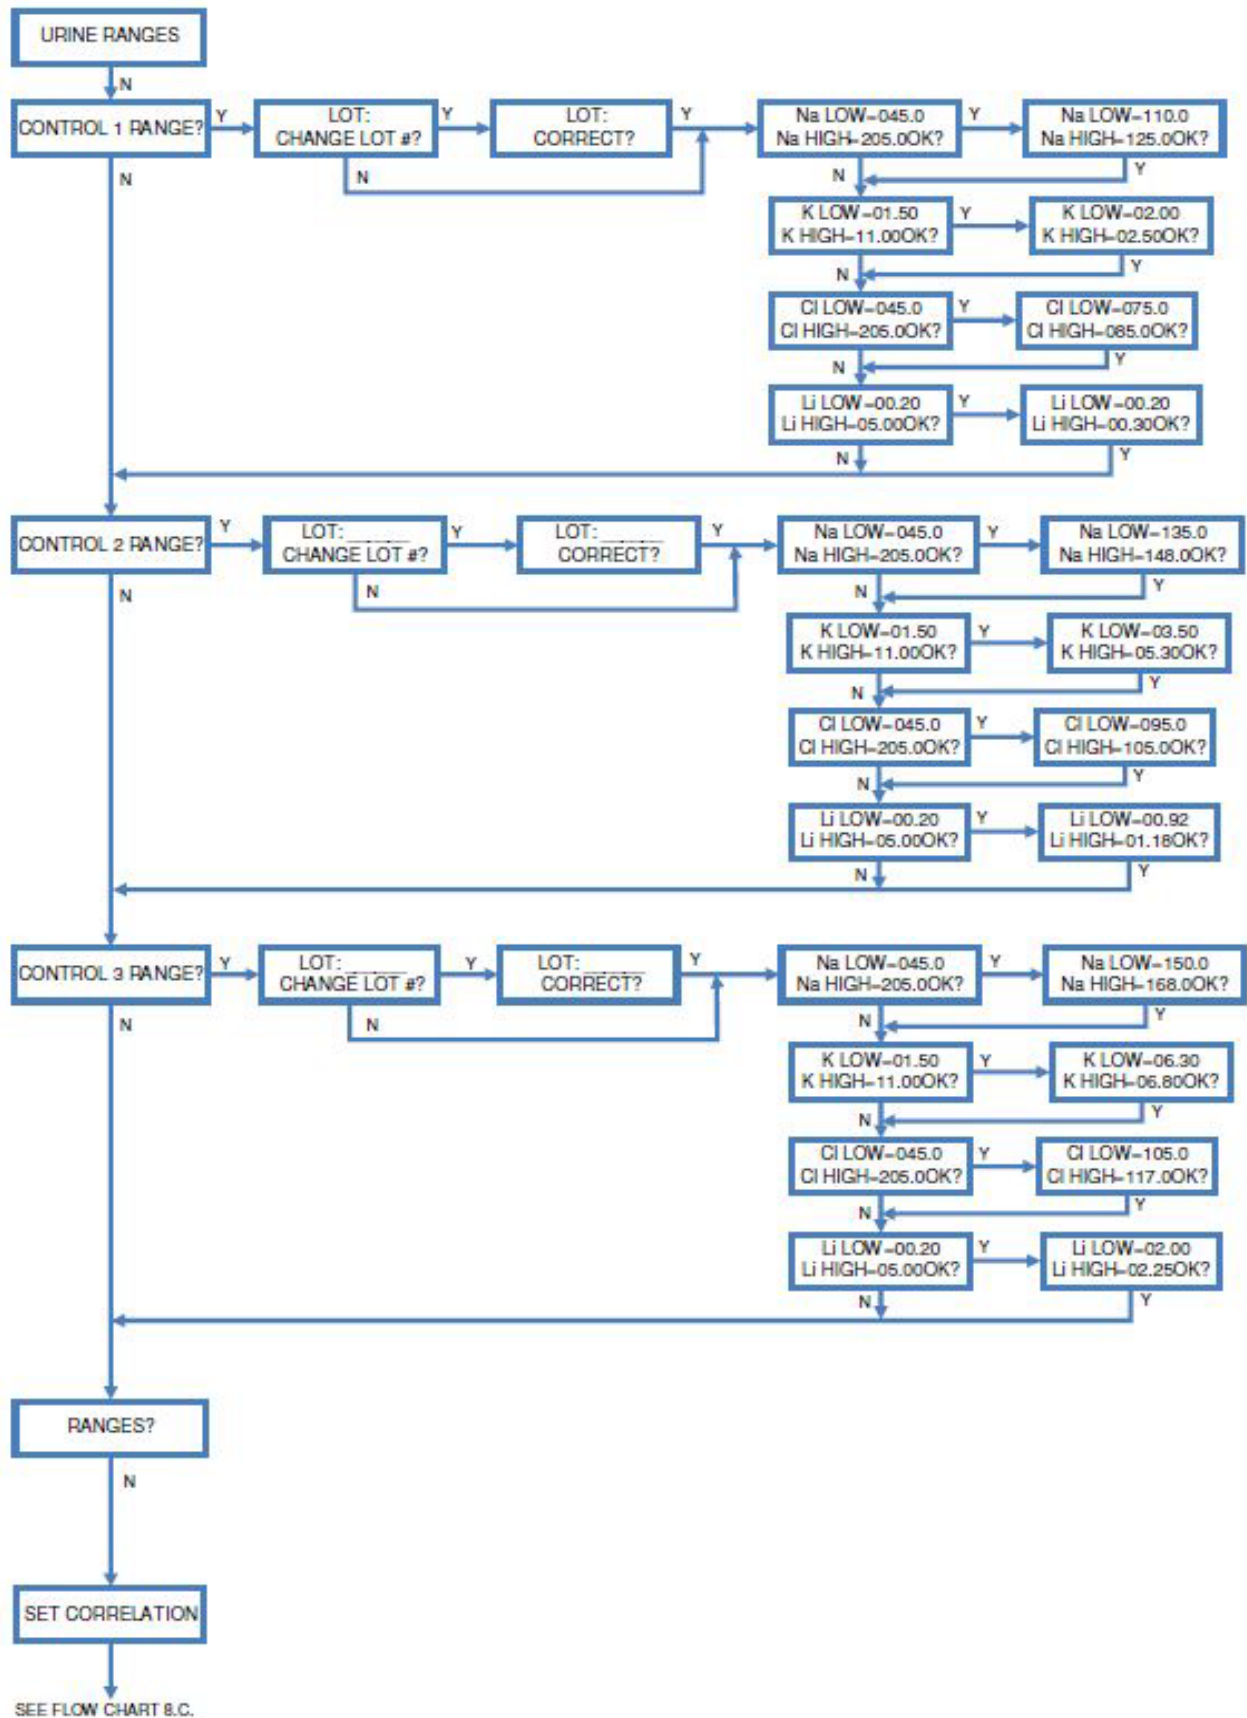 URINE RANGES
N
CONTROL 1 RANGE?
Y
LOT:
CHANGE LOT #?
Y
LOT:
CORRECT?
Y
Na LOW=045.0
Na HIGH=205.0OK?
Y
Na LOW=110.0
Na HIGH=125.0OK?
N
N
N
Y
K LOW=01.50
K HIGH=11.00OK?
Y
K LOW=02.00
K HIGH=02.50OK?
N
Y
Cl LOW=045.0
Cl HIGH=205.0OK?
Y
Cl LOW=075.0
Cl HIGH=085.0OK?
N
Y
Li LOW=00.20
Li HIGH=05.00OK?
Y
Li LOW=00.20
Li HIGH=00.30OK?
N
Y
CONTROL 2 RANGE?
Y
LOT: ______
CHANGE LOT #?
Y
LOT: ______
CORRECT?
Y
Na LOW=045.0
Na HIGH=205.0OK?
Y
Na LOW=135.0
Na HIGH=148.0OK?
N
N
N
Y
K LOW=01.50
K HIGH=11.00OK?
Y
K LOW=03.50
K HIGH=05.30OK?
N
Y
Cl LOW=045.0
Cl HIGH=205.0OK?
Y
Cl LOW=095.0
Cl HIGH=105.0OK?
N
Y
Li LOW=00.20
Li HIGH=05.00OK?
Y
Li LOW=00.92
Li HIGH=01.18OK?
N
Y
CONTROL 3 RANGE?
Y
LOT: ______
CHANGE LOT #?
Y
LOT: ______
CORRECT?
Y
Na LOW=045.0
Na HIGH=205.0OK?
Y
Na LOW=150.0
Na HIGH=168.0OK?
N
N
N
Y
K LOW=01.50
K HIGH=11.00OK?
Y
K LOW=06.30
K HIGH=06.80OK?
N
Y
Cl LOW=045.0
Cl HIGH=205.0OK?
Y
Cl LOW=105.0
Cl HIGH=117.0OK?
N
Y
Li LOW=00.20
Li HIGH=05.00OK?
Y
Li LOW=02.00
Li HIGH=02.25OK?
N
Y
RANGES?
N
SET CORRELATION
SEE FLOW CHART 8.C.